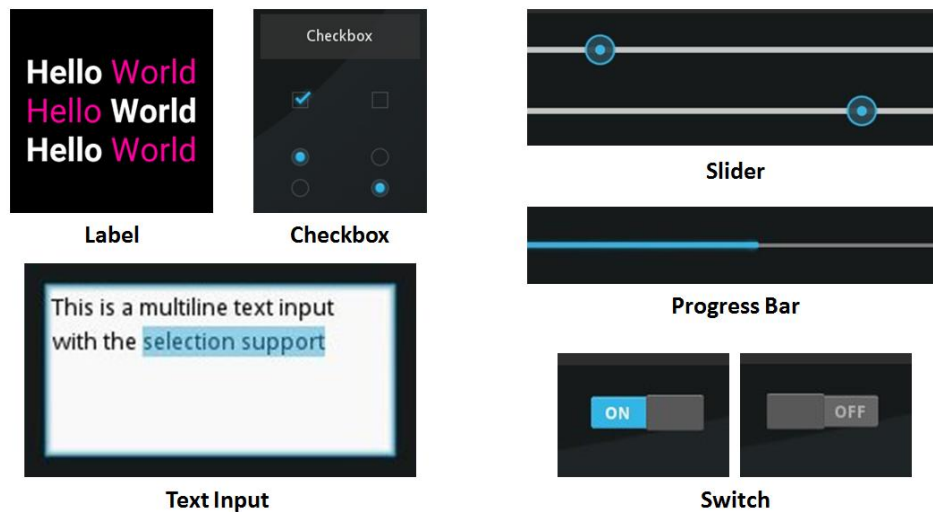 Hello World
Hello World
Hello World
Label
Checkbox
Checkbox
This is a multiline text input
with the selection support
Text Input
Slider
Progress Bar
ON
OFF
Switch